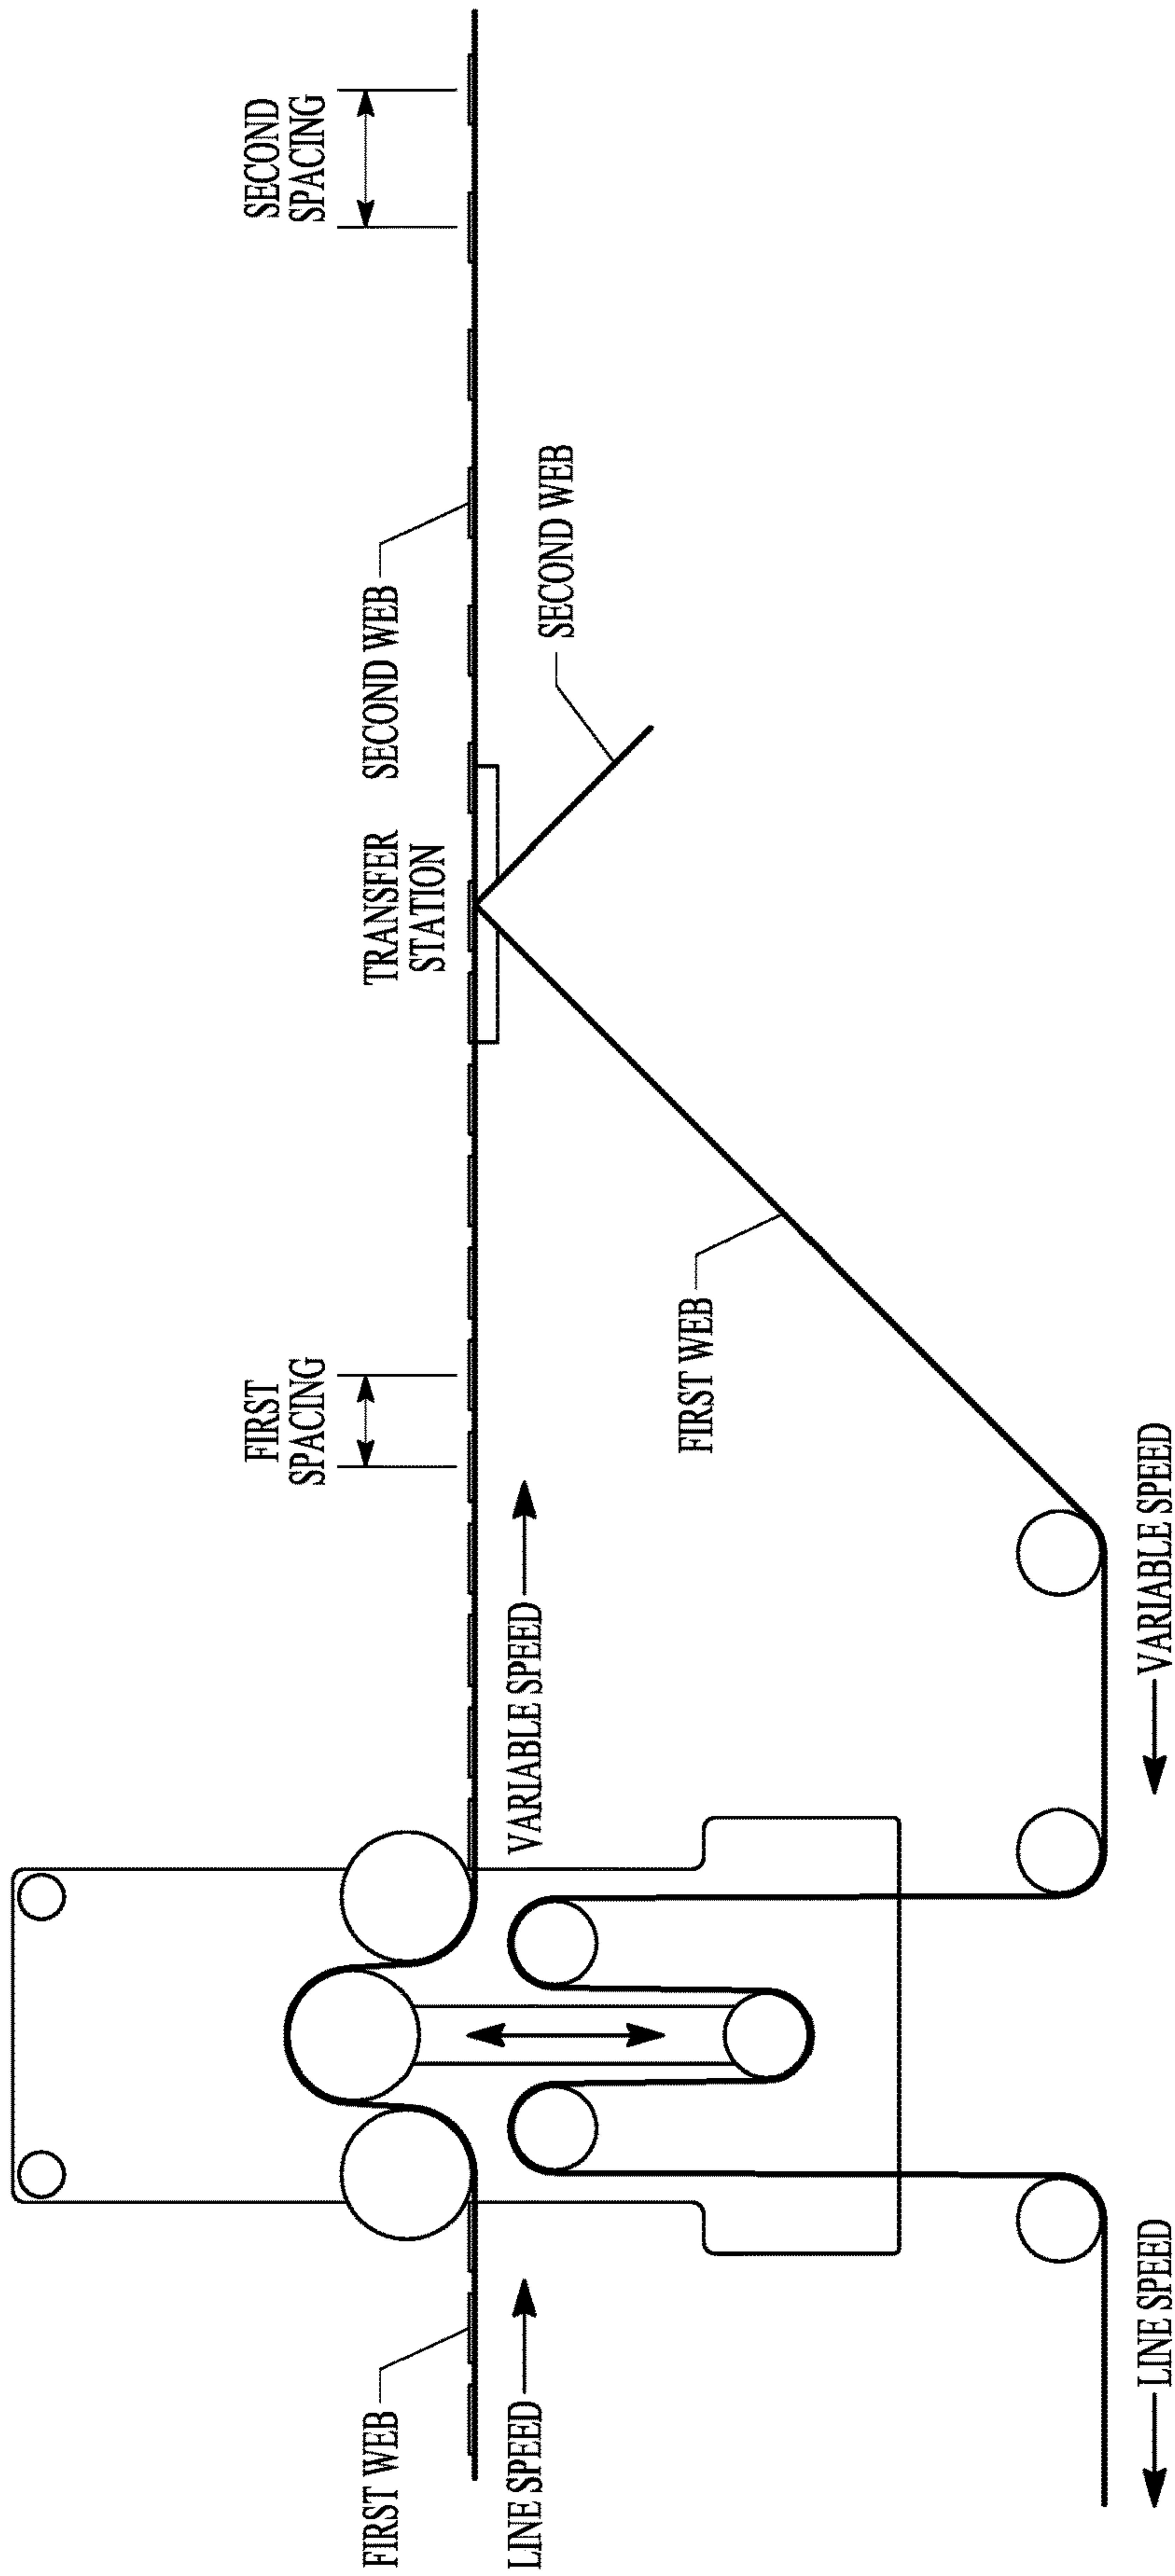 FIRST
SPACING
SECOND
SPACING
FIRST WEB
TRANSFER
STATION
SECOND WEB
LINE SPEED
VARIABLE SPEED
SECOND WEB
FIRST WEB
LINE SPEED
VARIABLE SPEED